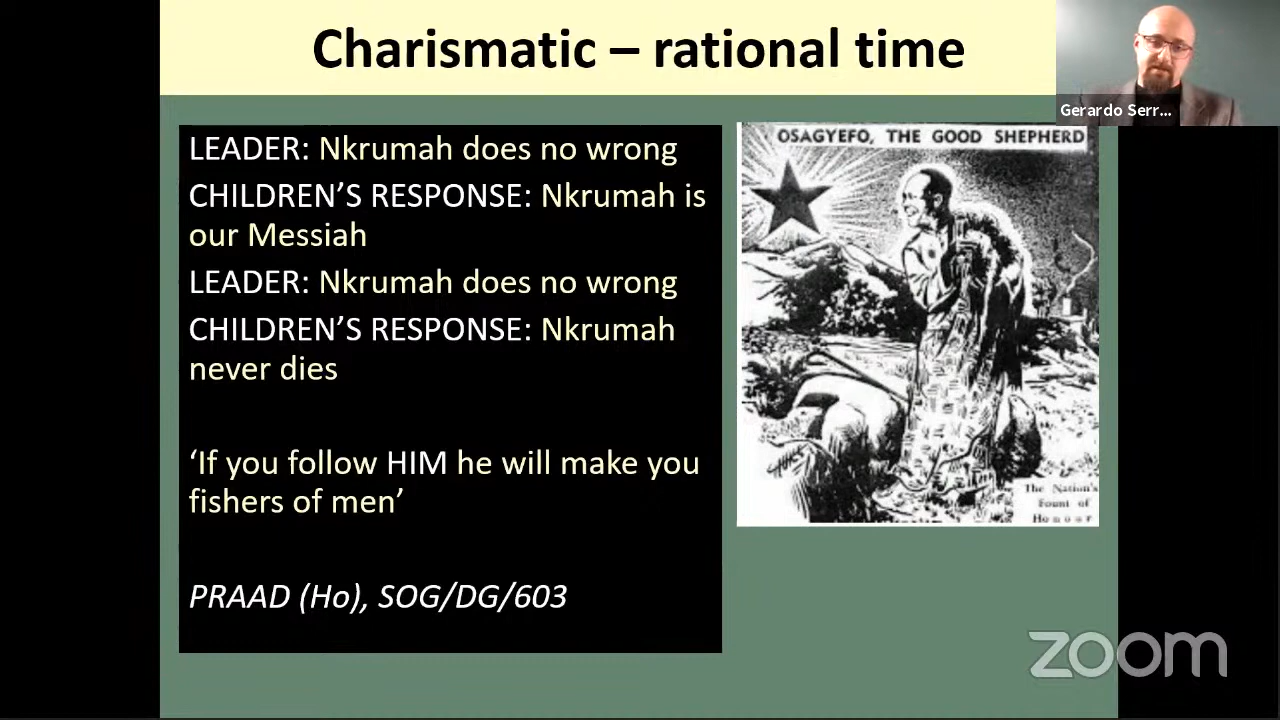 Charismatic – rational time
Gerardo Serr...
LEADER: Nkrumah does no wrong
CHILDREN’S RESPONSE: Nkrumah is
our Messiah
LEADER: Nkrumah does no wrong
CHILDREN’S RESPONSE: Nkrumah
never dies
‘If you follow HIM he will make you
fishers of men’
PRAAD (Ho), SOG/DG/603
OSAGYEFO, THE GOOD SHEPHERD
The Nation's
Fount of
Honour
zoom